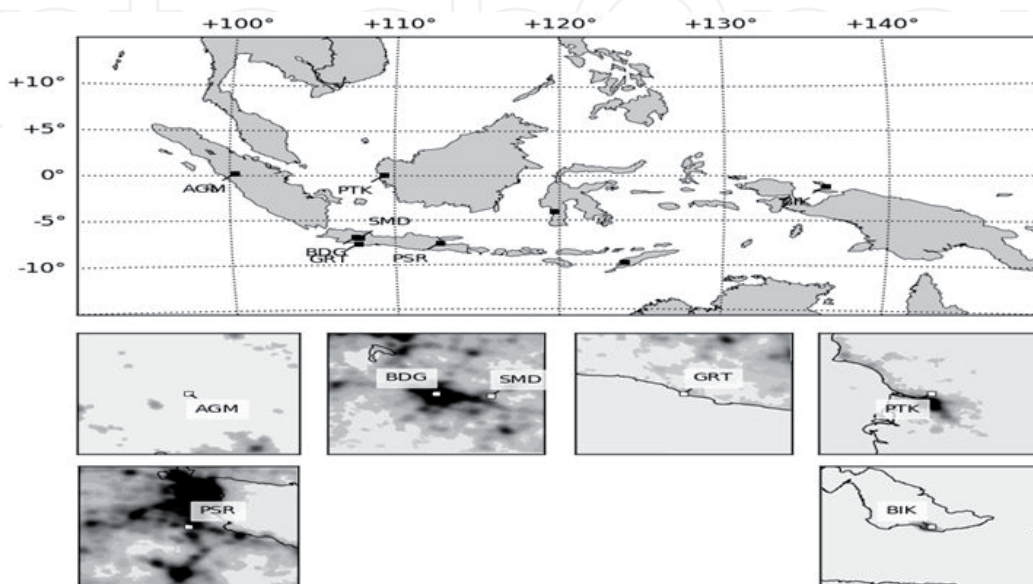 +100° +110° +120° +130° +140°
+10°
+5°
0°
-5°
-10°
AGM
PTK
BIK
SMD
BDG
GRT
PSR
AGM
BDG
SMD
GRT
PTK
PSR
BIK